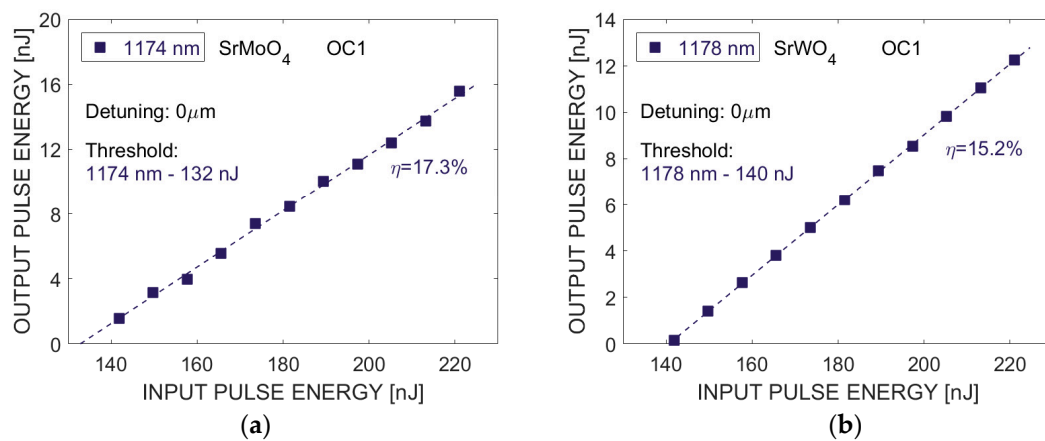 20
16
12
8
4
0
140 160 180 200 220
OUTPUT PULSE ENERGY [nJ]
INPUT PULSE ENERGY [nJ]
1174 nm SrMoO4 OC1
Detuning: 0μm
Threshold:
1174 nm - 132 nJ
η=17.3%
(a)
14
12
10
8
6
4
2
0
140 160 180 200 220
OUTPUT PULSE ENERGY [nJ]
INPUT PULSE ENERGY [nJ]
1178 nm SrWO4 OC1
Detuning: 0μm
Threshold:
1178 nm - 140 nJ
η=15.2%
(b)